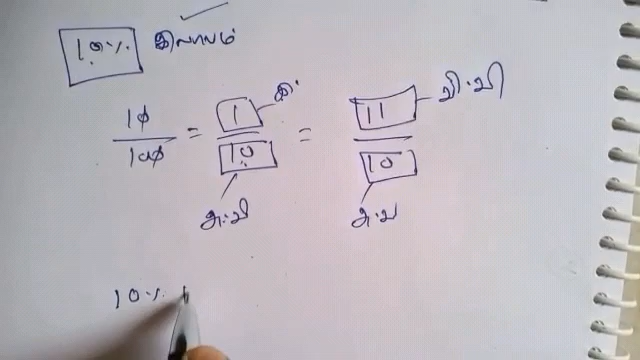 10% இலாபம்
10/100 = 1/10 = 11/10
இ.
வி.வி
அ.வி
அ.வ
10%